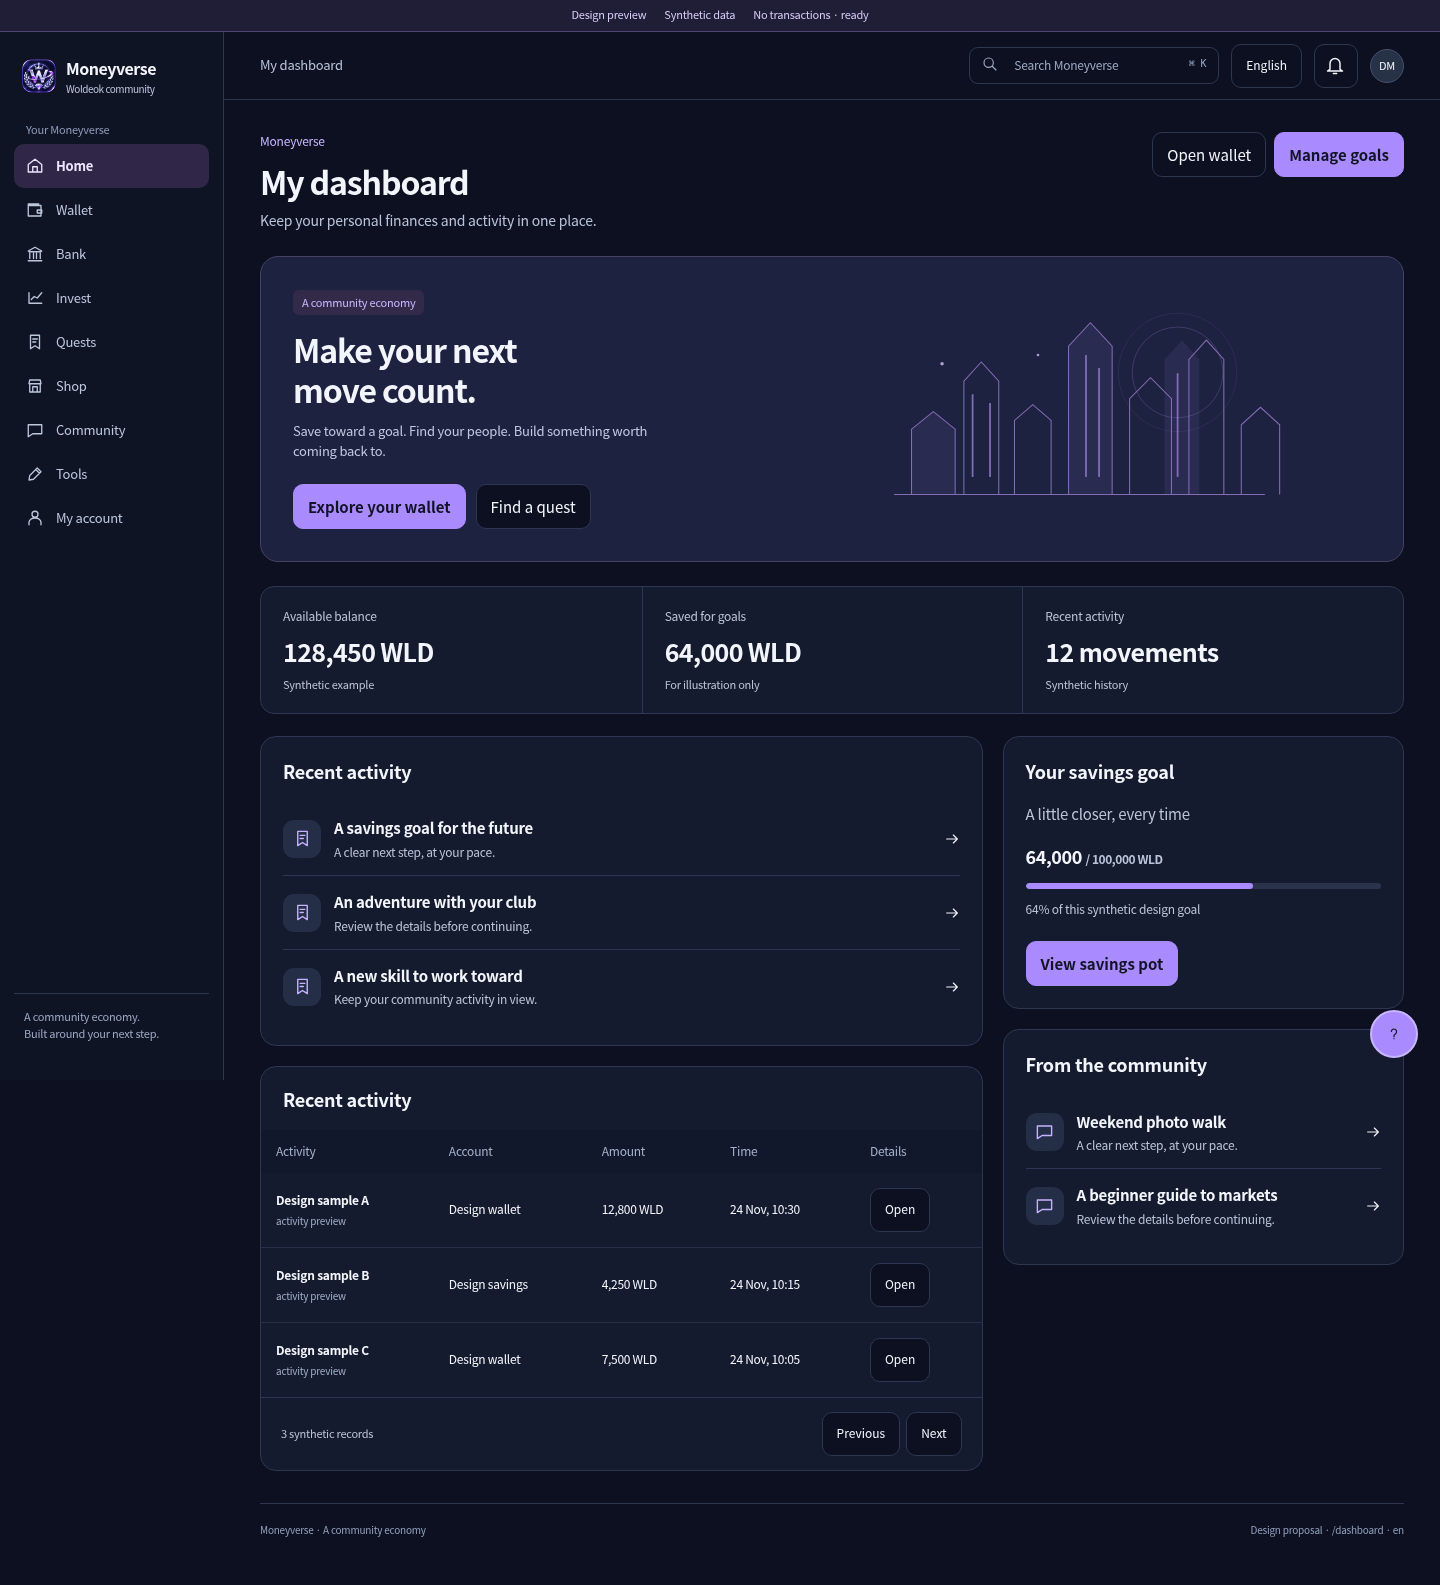 Design preview Synthetic data No transactions · ready
Moneyverse
Woldeok community
Your Moneyverse
Home
Wallet
Bank
Invest
Quests
Shop
Community
Tools
My account
A community economy.
Built around your next step.
My dashboard
Search Moneyverse ⌘ K
English
DM
Moneyverse
My dashboard
Keep your personal finances and activity in one place.
Open wallet
Manage goals
A community economy
Make your next
move count.
Save toward a goal. Find your people. Build something worth
coming back to.
Explore your wallet
Find a quest
Available balance
128,450 WLD
Synthetic example
Saved for goals
64,000 WLD
For illustration only
Recent activity
12 movements
Synthetic history
Recent activity
A savings goal for the future
A clear next step, at your pace.
An adventure with your club
Review the details before continuing.
A new skill to work toward
Keep your community activity in view.
Your savings goal
A little closer, every time
64,000 / 100,000 WLD
64% of this synthetic design goal
View savings pot
?
From the community
Weekend photo walk
A clear next step, at your pace.
A beginner guide to markets
Review the details before continuing.
Recent activity
Activity Account Amount Time Details
Design sample A
activity preview
Design wallet 12,800 WLD 24 Nov, 10:30 Open
Design sample B
activity preview
Design savings 4,250 WLD 24 Nov, 10:15 Open
Design sample C
activity preview
Design wallet 7,500 WLD 24 Nov, 10:05 Open
3 synthetic records
Previous Next
Moneyverse · A community economy
Design proposal · /dashboard · en